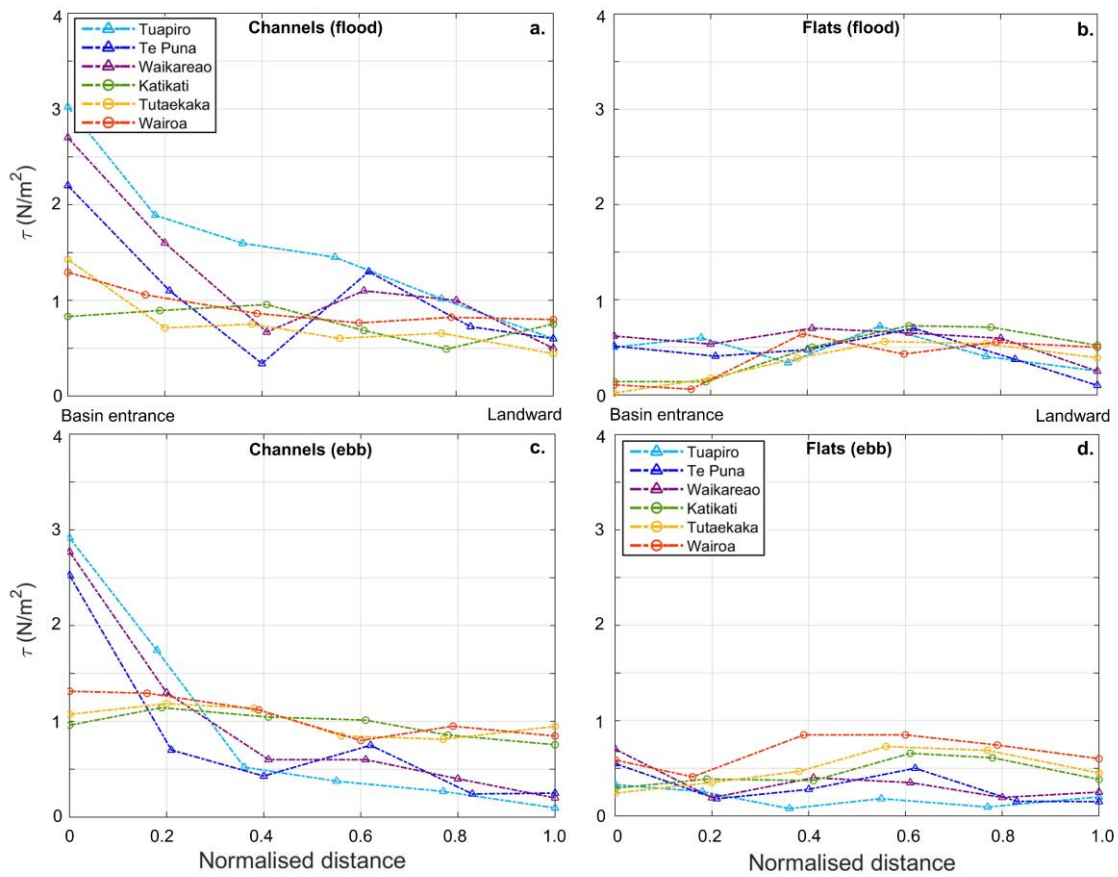 Channels (flood)
a.
Tuapiro
Te Puna
Waikareao
Katikati
Tutaekaka
Wairoa
4
3
2
1
0
τ (N/m²)
Flats (flood)
b.
4
3
2
1
0
Basin entrance
Landward
Basin entrance
Landward
Channels (ebb)
c.
4
3
2
1
0
τ (N/m²)
0 0.2 0.4 0.6 0.8 1.0
Normalised distance
Flats (ebb)
d.
Tuapiro
Te Puna
Waikareao
Katikati
Tutaekaka
Wairoa
4
3
2
1
0
0 0.2 0.4 0.6 0.8 1.0
Normalised distance